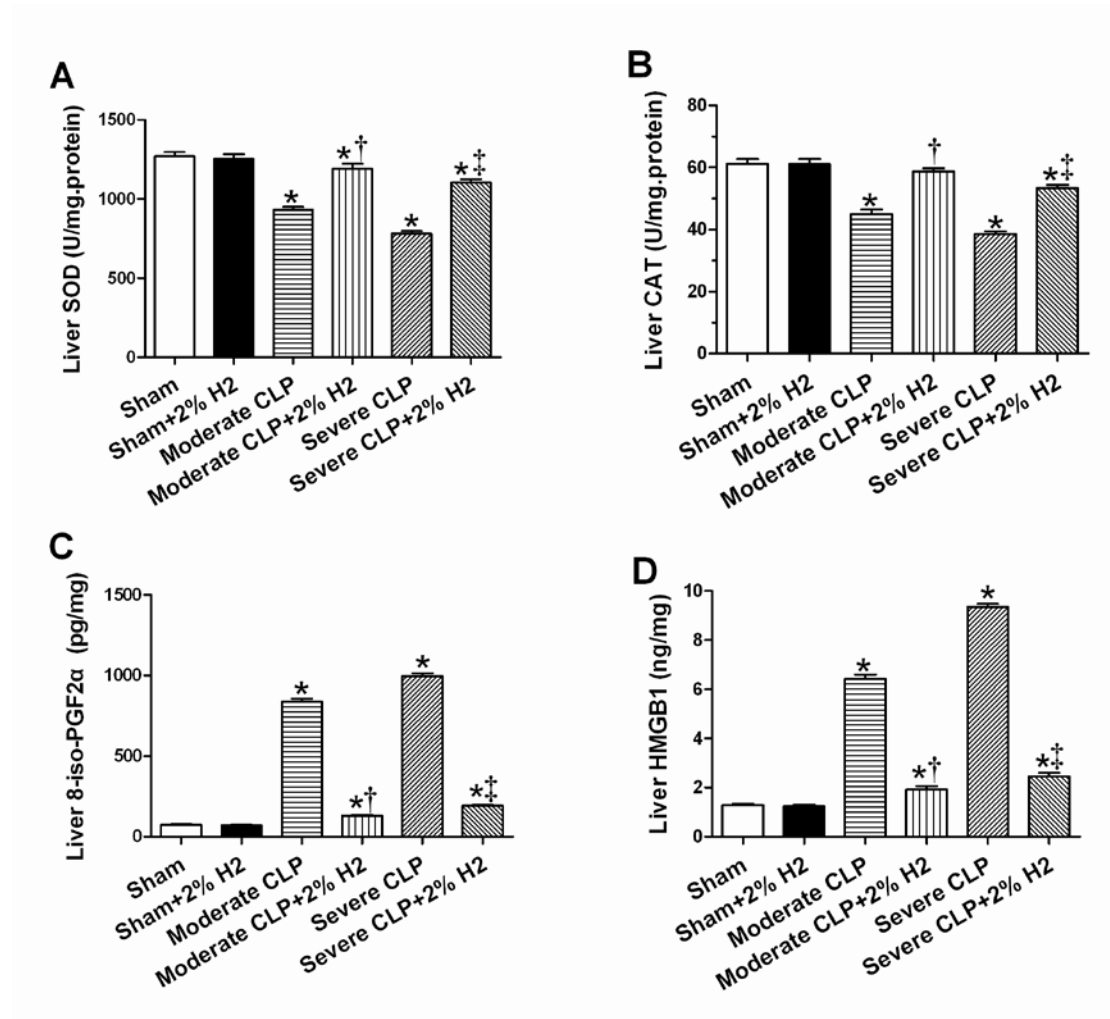 A
Liver SOD (U/mg.protein)
1500
1000
500
0
*
*†
*
*‡
Sham
Sham+2% H2
Moderate CLP
Moderate CLP+2% H2
Severe CLP
Severe CLP+2% H2
B
Liver CAT (U/mg.protein)
80
60
40
20
0
*
†
*
*‡
Sham
Sham+2% H2
Moderate CLP
Moderate CLP+2% H2
Severe CLP
Severe CLP+2% H2
C
Liver 8-iso-PGF2α (pg/mg)
1500
1000
500
0
*
*†
*
*‡
Sham
Sham+2% H2
Moderate CLP
Moderate CLP+2% H2
Severe CLP
Severe CLP+2% H2
D
Liver HMGB1 (ng/mg)
10
8
6
4
2
0
*
*†
*
*‡
Sham
Sham+2% H2
Moderate CLP
Moderate CLP+2% H2
Severe CLP
Severe CLP+2% H2